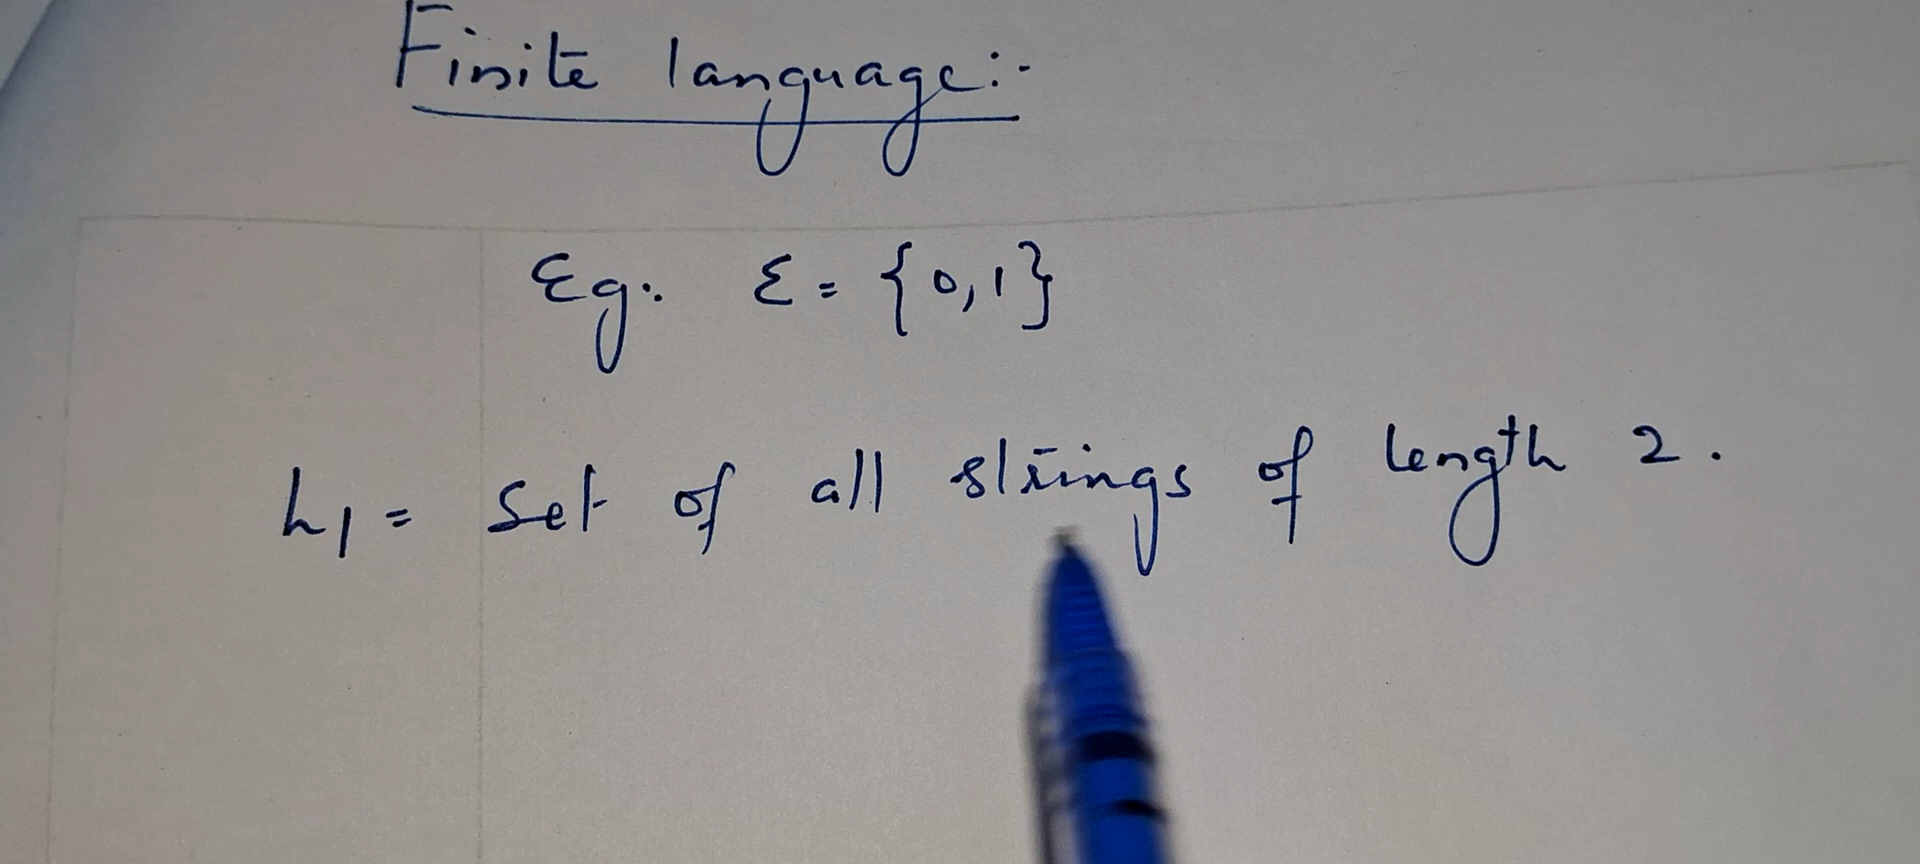 Finite language:-
Eg:. Σ = {0,1}
L1 = Set of all strings of length 2.